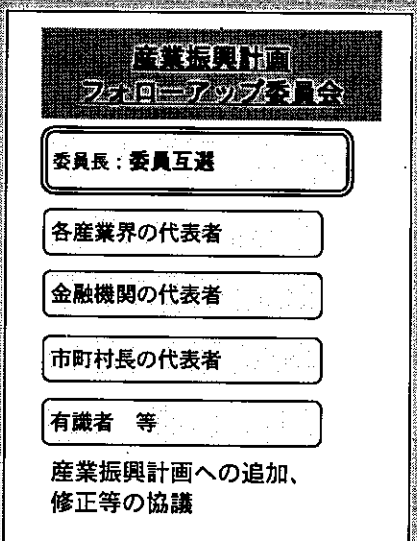 産業振興計画
フォローアップ委員会
委員長：委員互選
各産業界の代表者
金融機関の代表者
市町村長の代表者
有識者　等
産業振興計画への追加、
修正等の協議